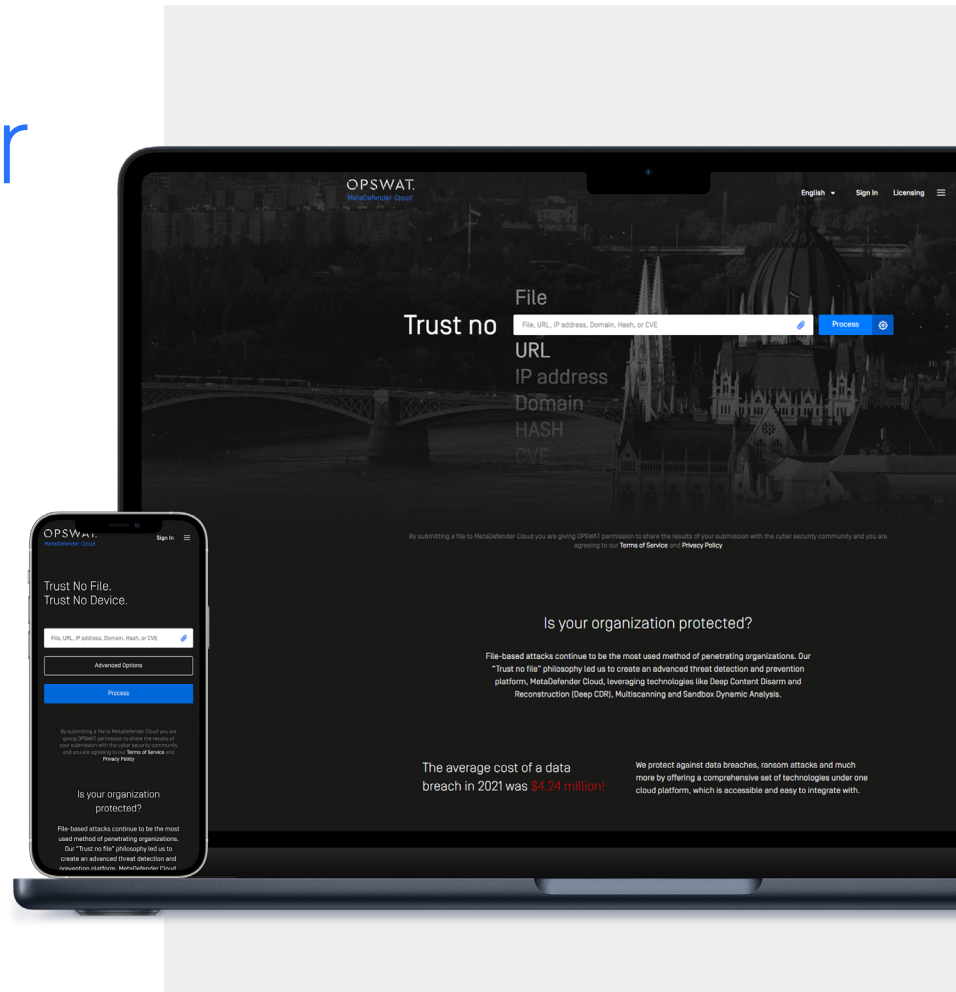 r
OPSWAT.
MetaDefender Cloud
English
Sign In
Licensing
File
Trust no
File, URL, IP address, Domain, Hash, or CVE
Process
URL
IP address
Domain
HASH
CVE
By submitting a file to MetaDefender Cloud you are giving OPSWAT permission to share the results of your submission with the cyber security community and you are
agreeing to our Terms of Service and Privacy Policy
Is your organization protected?
File-based attacks continue to be the most used method of penetrating organizations. Our
"Trust no file" philosophy led us to create an advanced threat detection and prevention
platform, MetaDefender Cloud, leveraging technologies like Deep Content Disarm and
Reconstruction (Deep CDR), Multiscanning and Sandbox Dynamic Analysis.
The average cost of a data
breach in 2021 was $4.24 million!
We protect against data breaches, ransom attacks and much
more by offering a comprehensive set of technologies under one
cloud platform, which is accessible and easy to integrate with.
OPSWAT.
MetaDefender Cloud
Sign In
Trust No File.
Trust No Device.
File, URL, IP address, Domain, Hash, or CVE
Advanced Options
Process
By submitting a file to MetaDefender Cloud you are
giving OPSWAT permission to share the results of
your submission with the cyber security community
and you are agreeing to our Terms of Service and
Privacy Policy
Is your organization
protected?
File-based attacks continue to be the most
used method of penetrating organizations.
Our "Trust no file" philosophy led us to
create an advanced threat detection and
prevention platform, MetaDefender Cloud